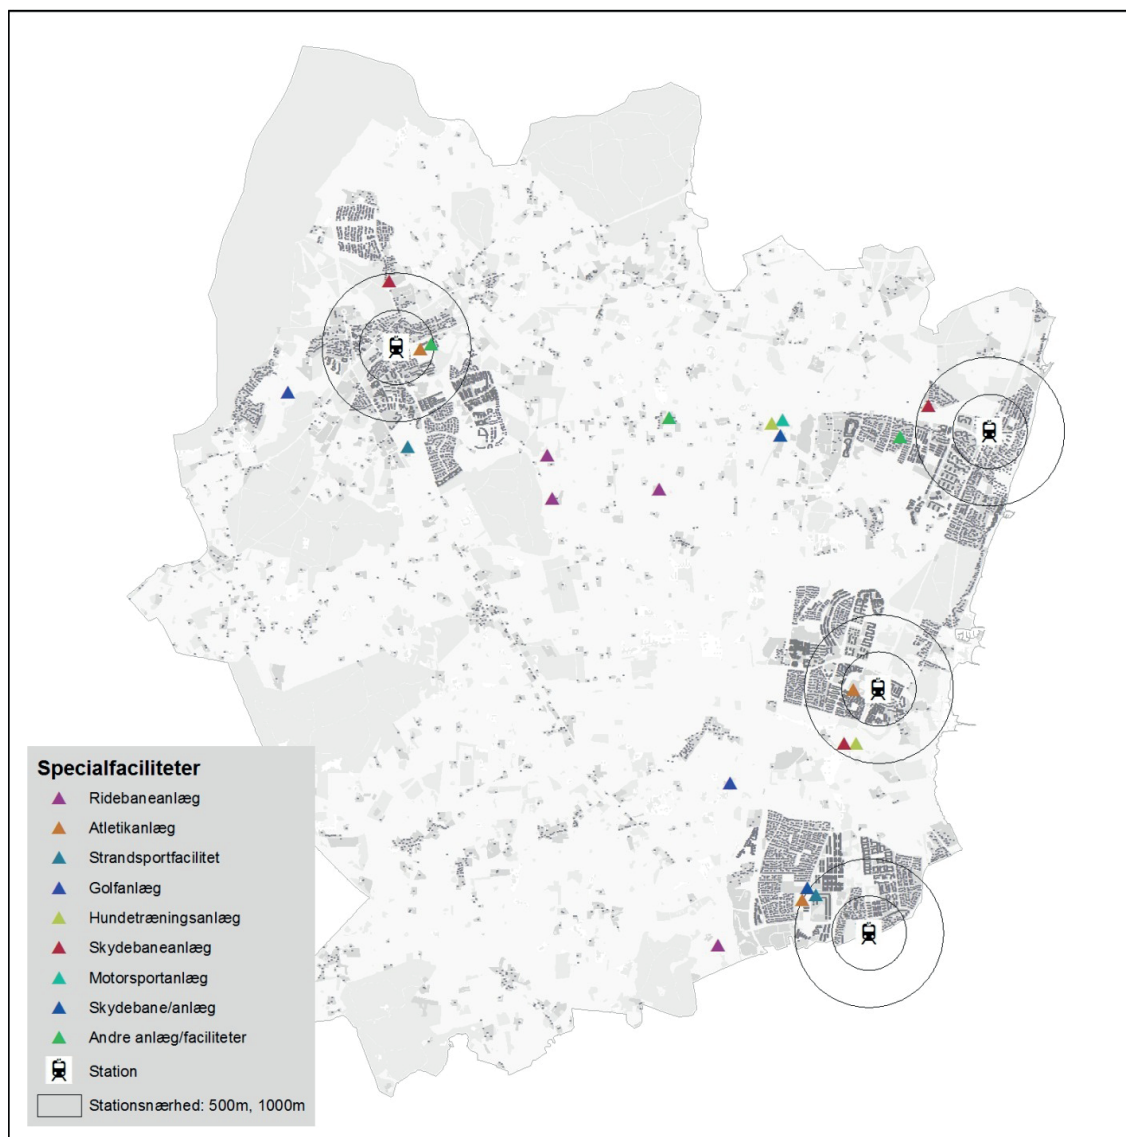 Specialfaciliteter
Ridebaneanlæg
Atletikanlæg
Strandsportfacilitet
Golfanlæg
Hundetræningsanlæg
Skydebaneanlæg
Motorsportanlæg
Skydebane/anlæg
Andre anlæg/faciliteter
Station
Stationsnærhed: 500m, 1000m